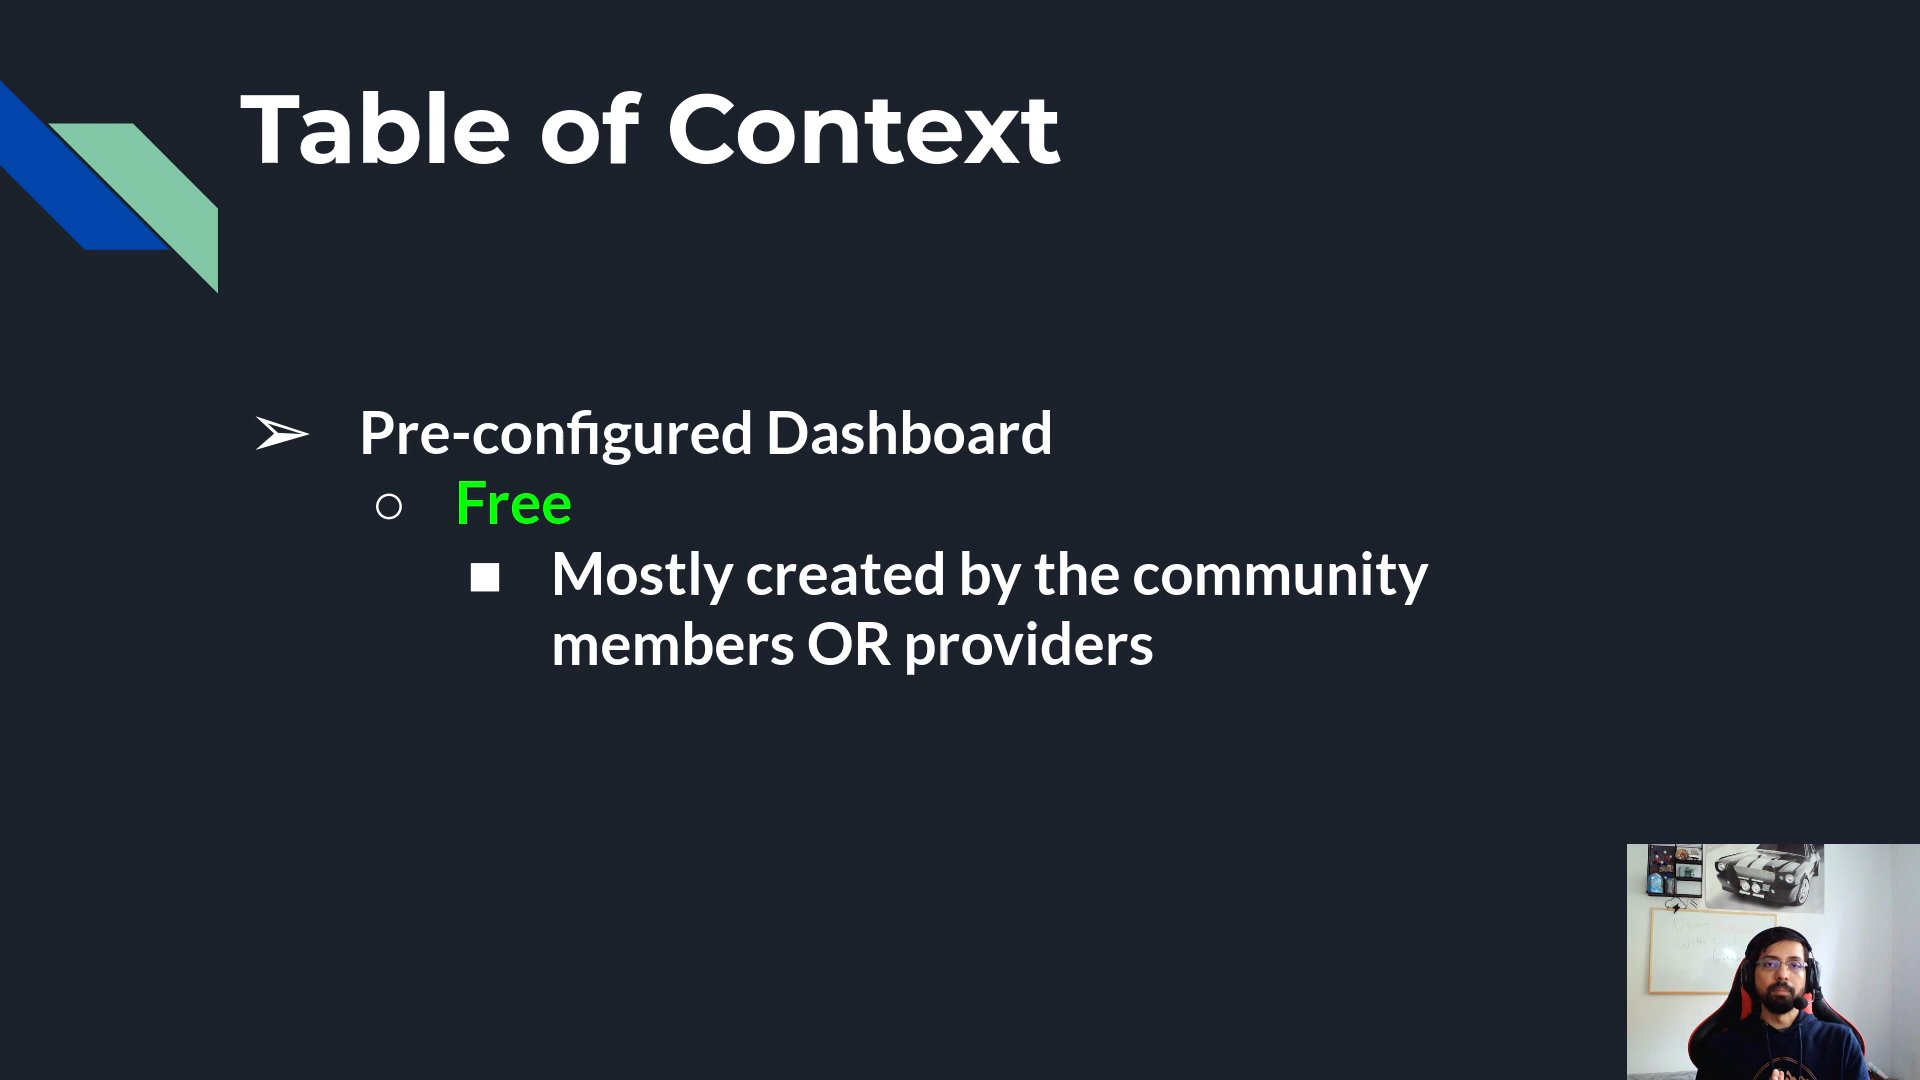 Table of Context
➢ Pre-configured Dashboard
○ Free
■ Mostly created by the community
members OR providers